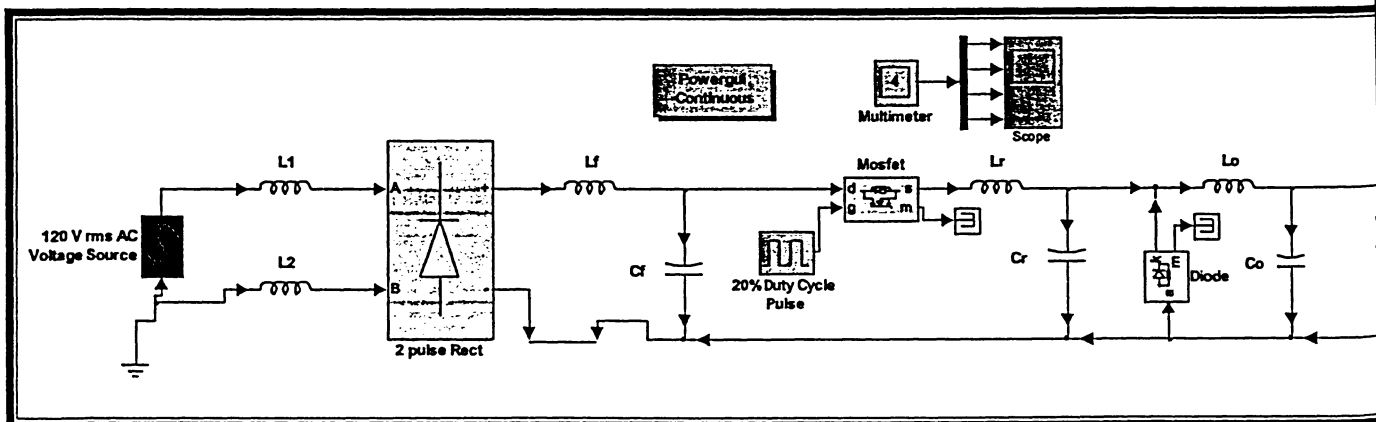 Powergui
-Continuous
4
Multimeter
Scope
L1
Lf
Mosfet
Lr
Lo
A
+
d
s
g
m
120 V rms AC
Voltage Source
L2
B
-
Cf
20% Duty Cycle
Pulse
Cr
k
m
a
Diode
Co
2 pulse Rect